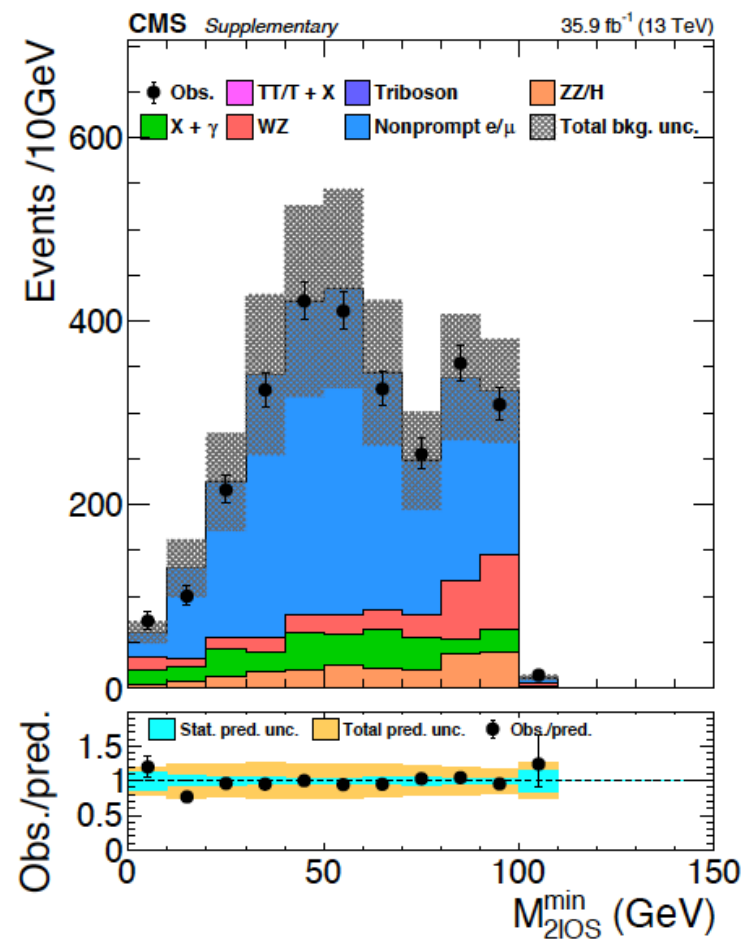 CMS Supplementary 35.9 fb⁻¹ (13 TeV)
Events /10GeV
Obs. TT/T + X Triboson ZZ/H
X + γ WZ Nonprompt e/μ Total bkg. unc.
600
400
200
0
Stat. pred. unc. Total pred. unc. Obs./pred.
Obs./pred.
1.5
1
0.5
0
0 50 100 150
M_{2lOS}^{min} (GeV)